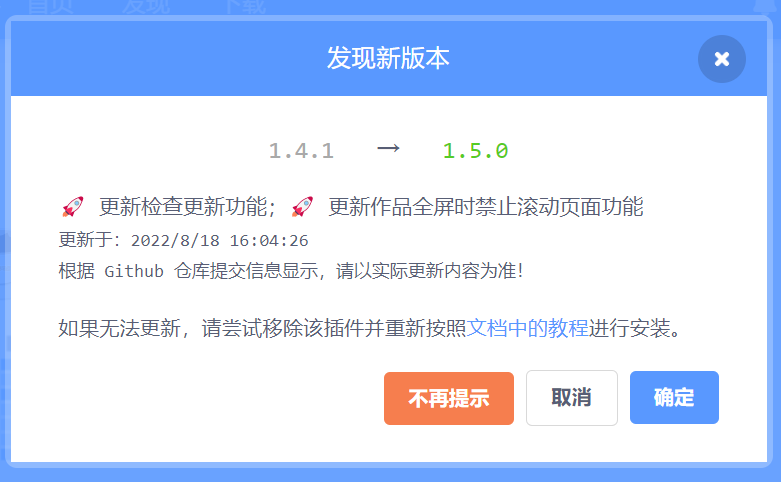 首页 发现 下载
发现新版本
1.4.1 → 1.5.0
🚀 更新检查更新功能；🚀 更新作品全屏时禁止滚动页面功能
更新于：2022/8/18 16:04:26
根据 Github 仓库提交信息显示，请以实际更新内容为准！
如果无法更新，请尝试移除该插件并重新按照文档中的教程进行安装。
不再提示 取消 确定